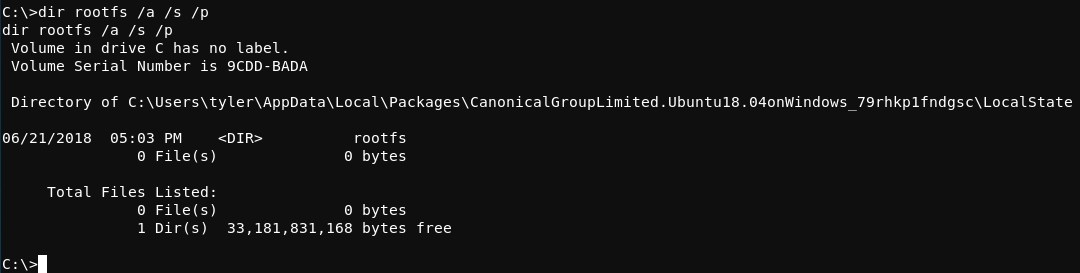 C:\>dir rootfs /a /s /p
dir rootfs /a /s /p
 Volume in drive C has no label.
 Volume Serial Number is 9CDD-BADA

 Directory of C:\Users\tyler\AppData\Local\Packages\CanonicalGroupLimited.Ubuntu18.04onWindows_79rhkp1fndgsc\LocalState

06/21/2018  05:03 PM    <DIR>          rootfs
               0 File(s)              0 bytes

     Total Files Listed:
               0 File(s)              0 bytes
               1 Dir(s)  33,181,831,168 bytes free

C:\>